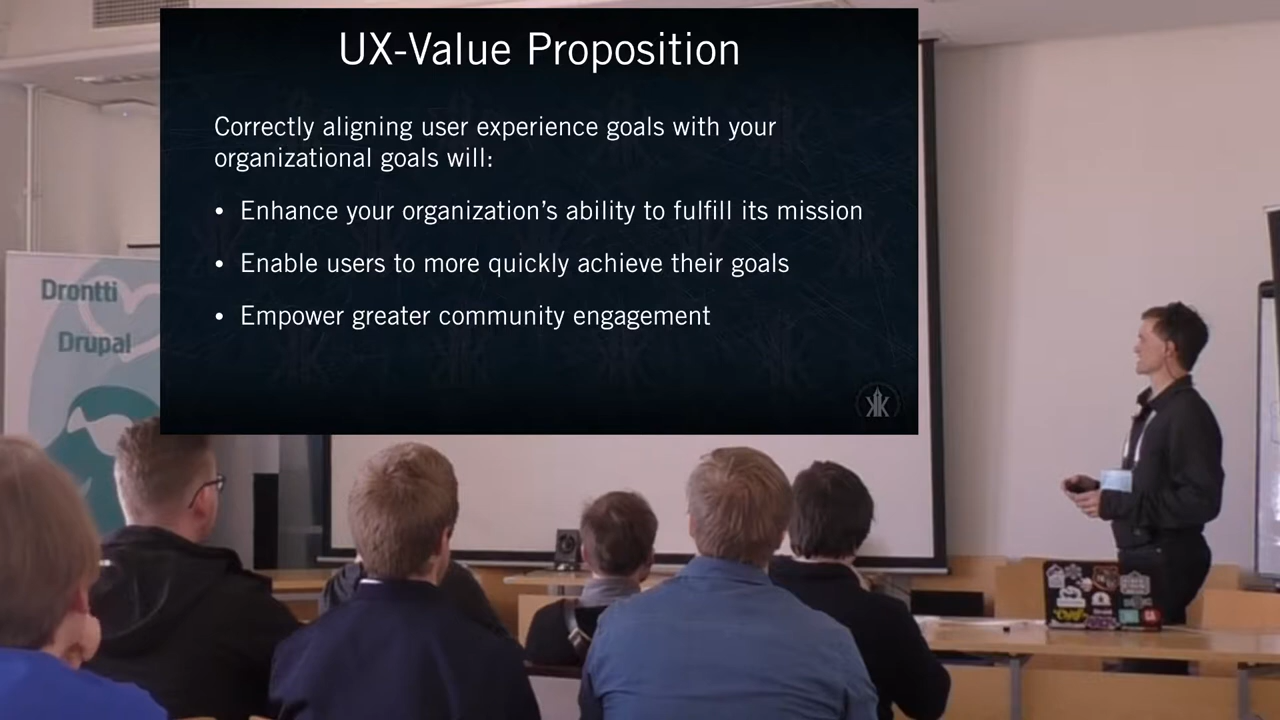 UX-Value Proposition
Correctly aligning user experience goals with your
organizational goals will:
• Enhance your organization's ability to fulfill its mission
• Enable users to more quickly achieve their goals
• Empower greater community engagement
Drontti
Drupal